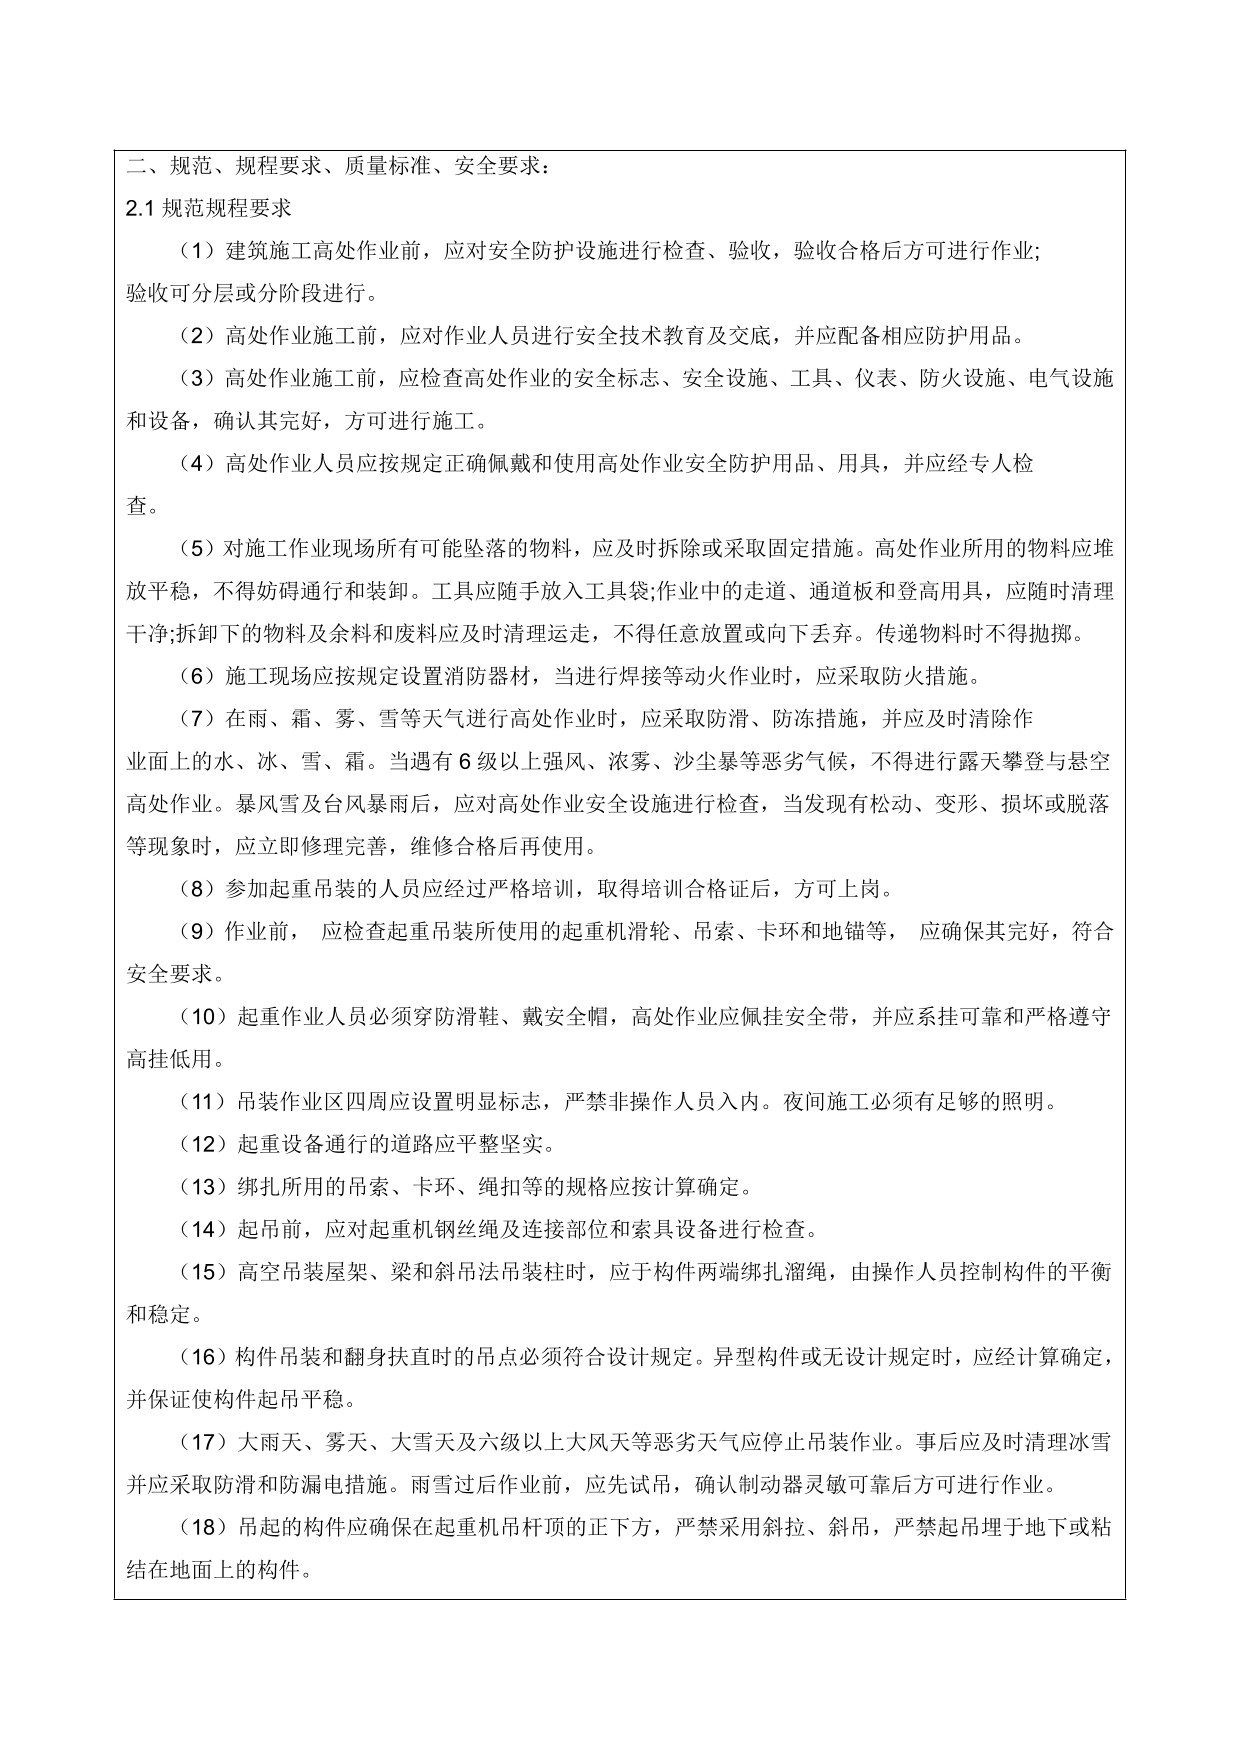 二、规范、规程要求、质量标准、安全要求：
2.1 规范规程要求
（1）建筑施工高处作业前，应对安全防护设施进行检查、验收，验收合格后方可进行作业;
验收可分层或分阶段进行。
（2）高处作业施工前，应对作业人员进行安全技术教育及交底，并应配备相应防护用品。
（3）高处作业施工前，应检查高处作业的安全标志、安全设施、工具、仪表、防火设施、电气设施
和设备，确认其完好，方可进行施工。
（4）高处作业人员应按规定正确佩戴和使用高处作业安全防护用品、用具，并应经专人检
查。
（5）对施工作业现场所有可能坠落的物料，应及时拆除或采取固定措施。高处作业所用的物料应堆
放平稳，不得妨碍通行和装卸。工具应随手放入工具袋;作业中的走道、通道板和登高用具，应随时清理
干净;拆卸下的物料及余料和废料应及时清理运走，不得任意放置或向下丢弃。传递物料时不得抛掷。
（6）施工现场应按规定设置消防器材，当进行焊接等动火作业时，应采取防火措施。
（7）在雨、霜、雾、雪等天气进行高处作业时，应采取防滑、防冻措施，并应及时清除作
业面上的水、冰、雪、霜。当遇有 6 级以上强风、浓雾、沙尘暴等恶劣气候，不得进行露天攀登与悬空
高处作业。暴风雪及台风暴雨后，应对高处作业安全设施进行检查，当发现有松动、变形、损坏或脱落
等现象时，应立即修理完善，维修合格后再使用。
（8）参加起重吊装的人员应经过严格培训，取得培训合格证后，方可上岗。
（9）作业前， 应检查起重吊装所使用的起重机滑轮、吊索、卡环和地锚等， 应确保其完好，符合
安全要求。
（10）起重作业人员必须穿防滑鞋、戴安全帽，高处作业应佩挂安全带，并应系挂可靠和严格遵守
高挂低用。
（11）吊装作业区四周应设置明显标志，严禁非操作人员入内。夜间施工必须有足够的照明。
（12）起重设备通行的道路应平整坚实。
（13）绑扎所用的吊索、卡环、绳扣等的规格应按计算确定。
（14）起吊前，应对起重机钢丝绳及连接部位和索具设备进行检查。
（15）高空吊装屋架、梁和斜吊法吊装柱时，应于构件两端绑扎溜绳，由操作人员控制构件的平衡
和稳定。
（16）构件吊装和翻身扶直时的吊点必须符合设计规定。异型构件或无设计规定时，应经计算确定，
并保证使构件起吊平稳。
（17）大雨天、雾天、大雪天及六级以上大风天等恶劣天气应停止吊装作业。事后应及时清理冰雪
并应采取防滑和防漏电措施。雨雪过后作业前，应先试吊，确认制动器灵敏可靠后方可进行作业。
（18）吊起的构件应确保在起重机吊杆顶的正下方，严禁采用斜拉、斜吊，严禁起吊埋于地下或粘
结在地面上的构件。